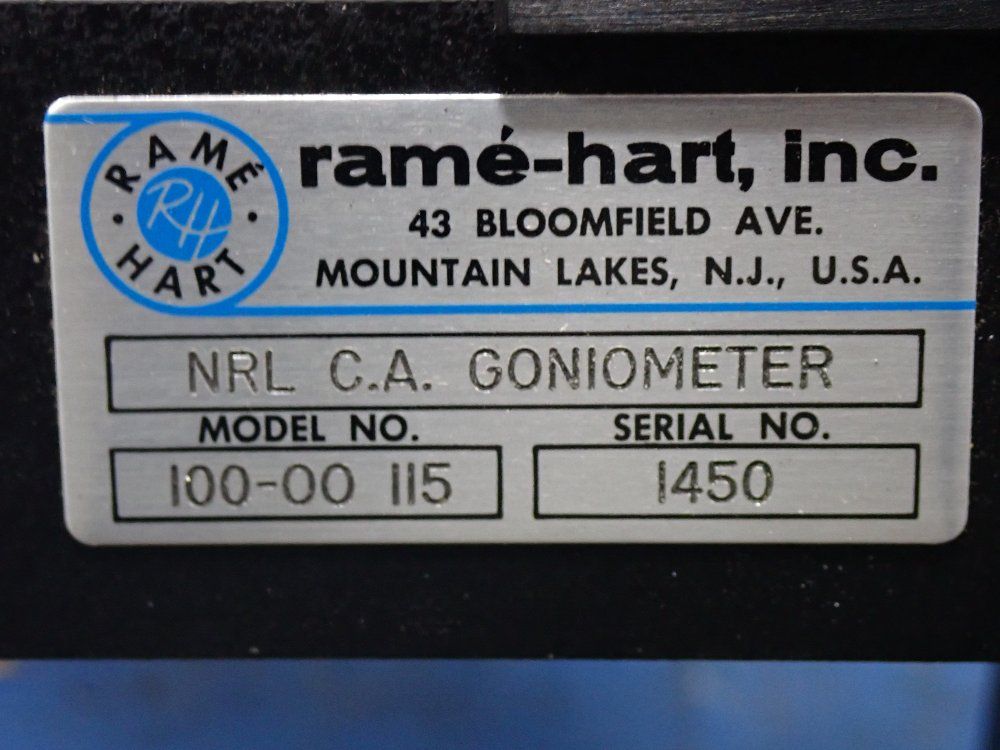 RAMÉ
RH
HART
ramé-hart, inc.
43 BLOOMFIELD AVE.
MOUNTAIN LAKES, N.J., U.S.A.
NRL C.A. GONIOMETER
MODEL NO. SERIAL NO.
100-00 115 1450